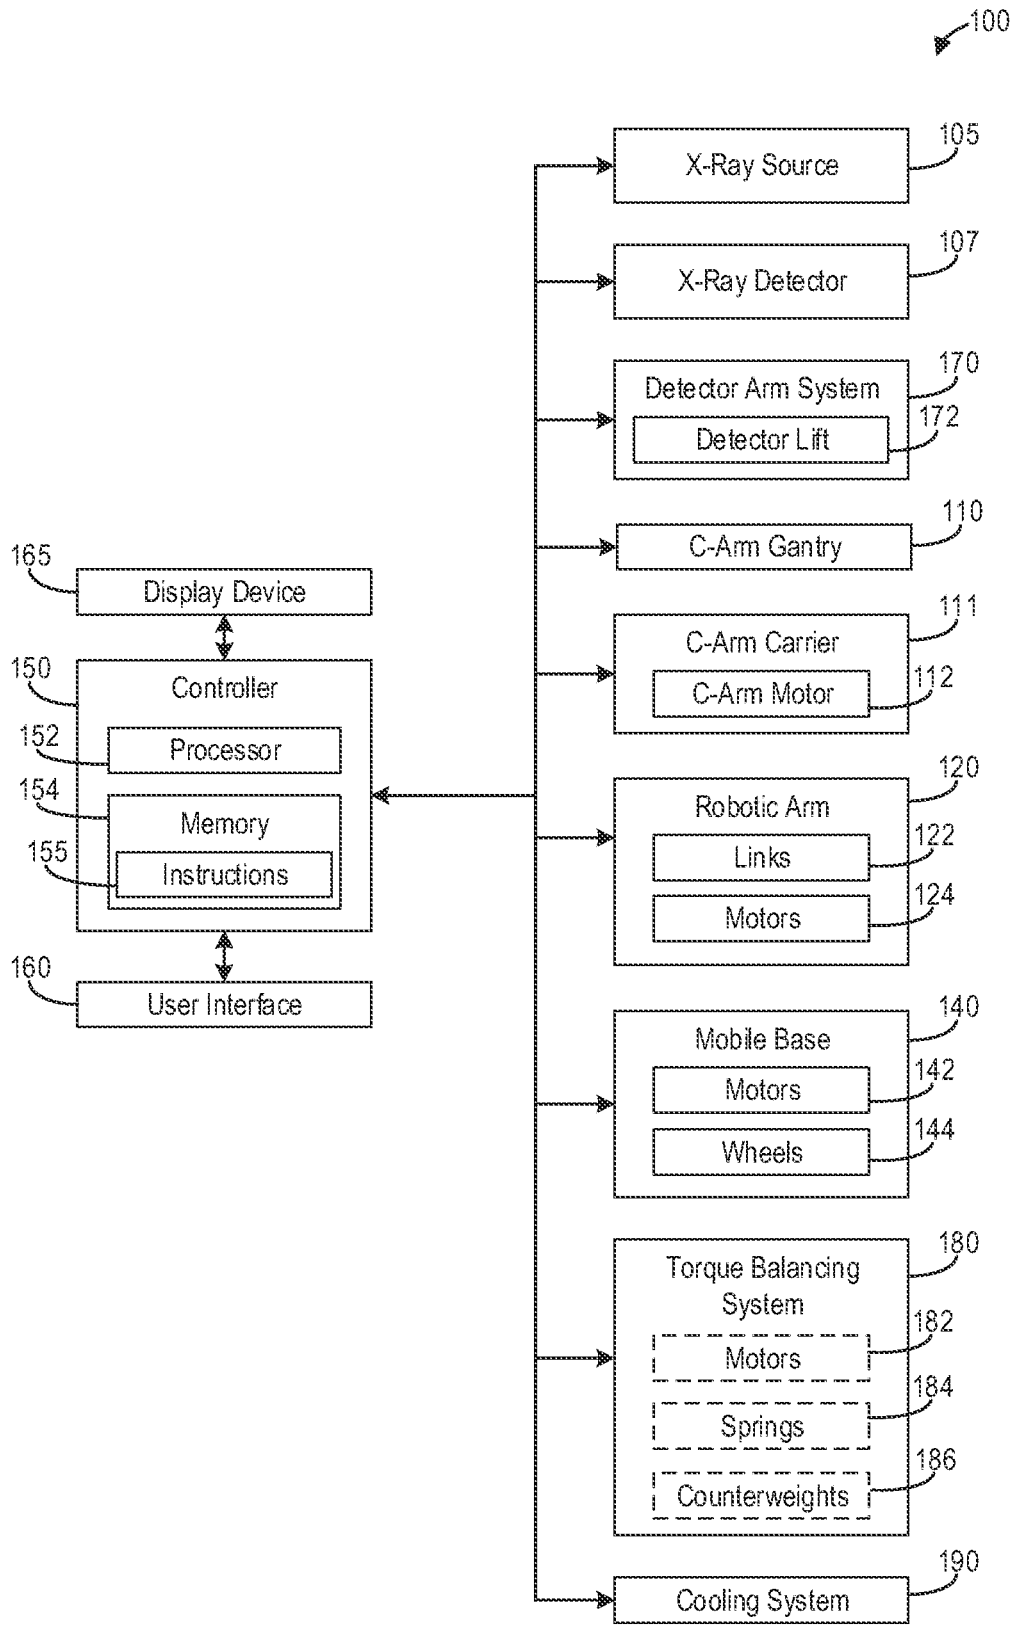 100
105
X-Ray Source
107
X-Ray Detector
170
Detector Arm System
172
Detector Lift
110
C-Arm Gantry
165
Display Device
111
C-Arm Carrier
112
C-Arm Motor
150
Controller
152
Processor
154
Memory
155
Instructions
160
User Interface
120
Robotic Arm
122
Links
124
Motors
140
Mobile Base
142
Motors
144
Wheels
180
Torque Balancing
System
182
Motors
184
Springs
186
Counterweights
190
Cooling System